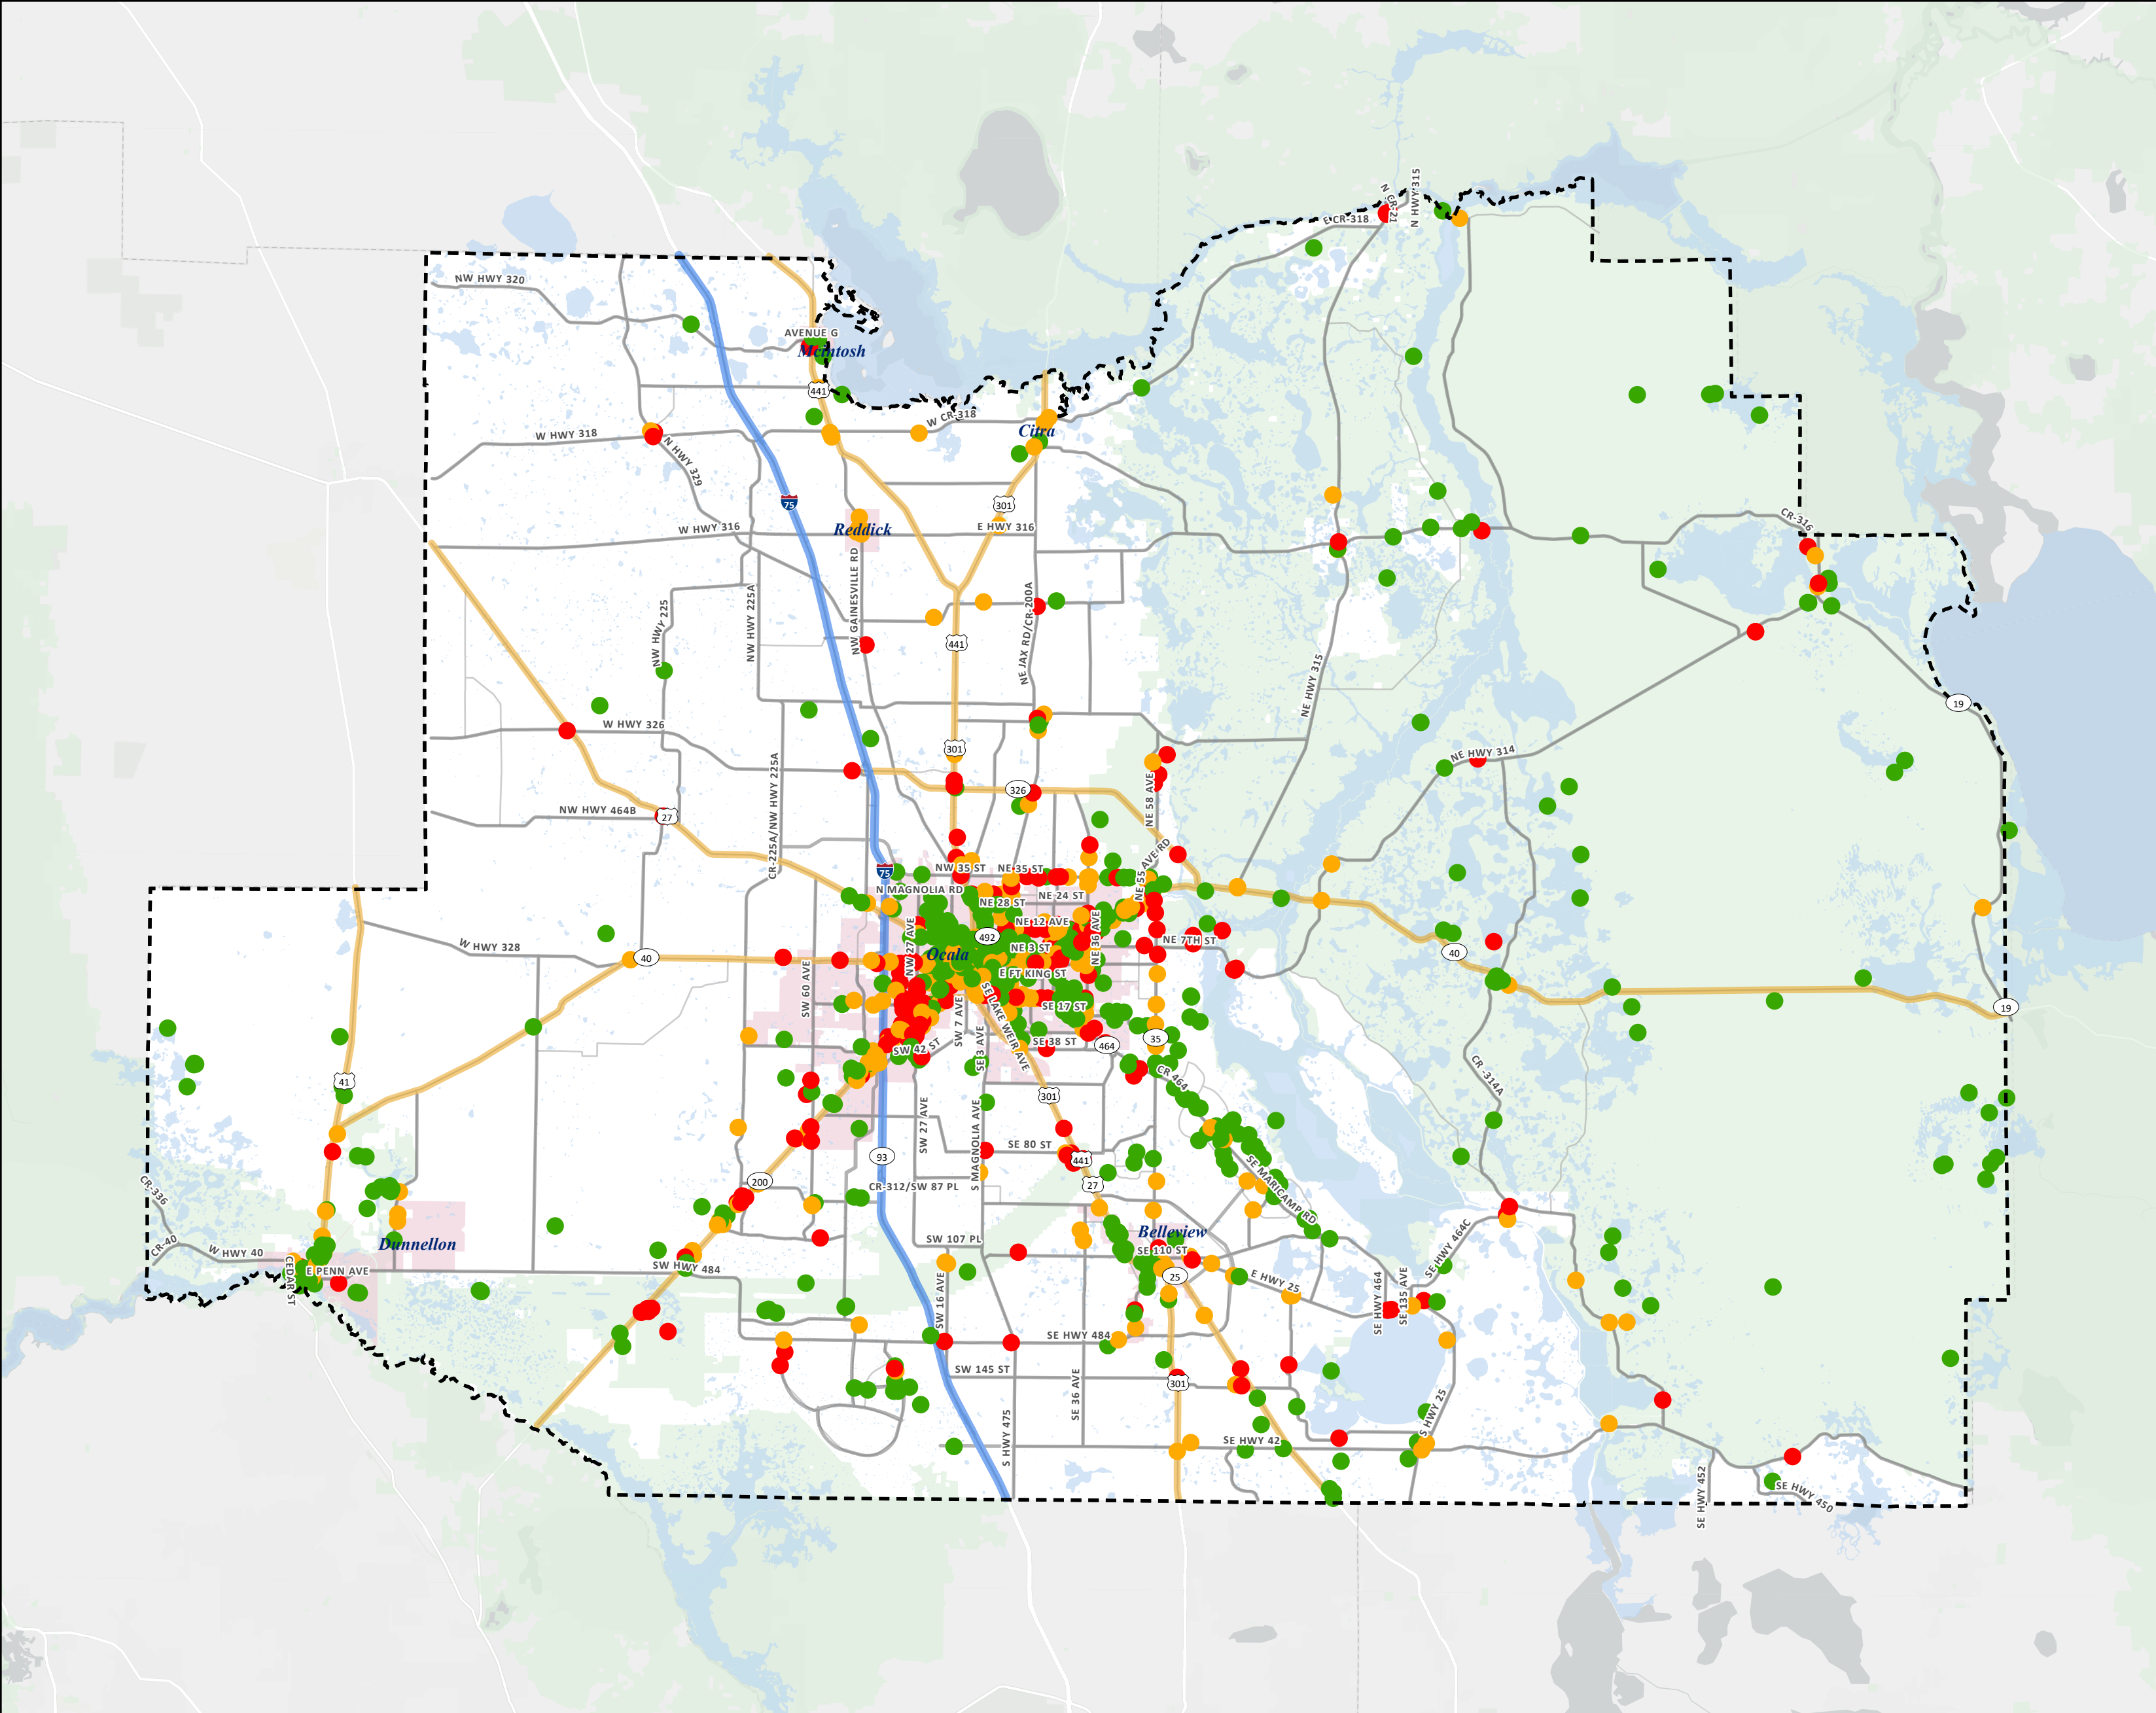 N CR-21
N HWY 315
E CR-318
NW HWY 320
AVENUE G
McIntosh
441
W CR-318
Citra
W HWY 318
N HWY 329
75
301
CR-316
W HWY 316
Reddick
E HWY 316
NW GAINESVILLE RD
NW HWY 225
NW HWY 225A
NE JAX RD/CR-200A
441
NE HWY 315
19
W HWY 326
301
NE HWY 314
CR-225A/NW HWY 225A
326
NE 58 AVE
NW HWY 464B
27
75
NW 35 ST
NE 35 ST
NE 55 AVE RD
N MAGNOLIA RD
NE 28 ST
NE 24 ST
NE 12 AVE
NE 36 AVE
NW 27 AVE
492
NE 3 ST
NE 7TH ST
W HWY 328
40
Ocala
40
E FT KING ST
SW 60 AVE
SE LAKE WEIR AVE
SE 17 ST
SW 7 AVE
19
SE 3 AVE
SE 38 ST
464
35
SW 42 ST
41
CR 464
CR -314A
301
SW 27 AVE
S MAGNOLIA AVE
SE 80 ST
441
93
CR-336
200
CR-312/SW 87 PL
27
SE MARICAMP RD
Dunnellon
Belleview
SE HWY 464C
CR-40
W HWY 40
SW 107 PL
SE 110 ST
E PENN AVE
SW HWY 484
CEDAR ST
25
E HWY 25
SE HWY 464
SE 135 AVE
SW 16 AVE
SE HWY 484
SW 145 ST
SE 36 AVE
301
S HWY 25
S HWY 475
SE HWY 42
SE HWY 452
SE HWY 450